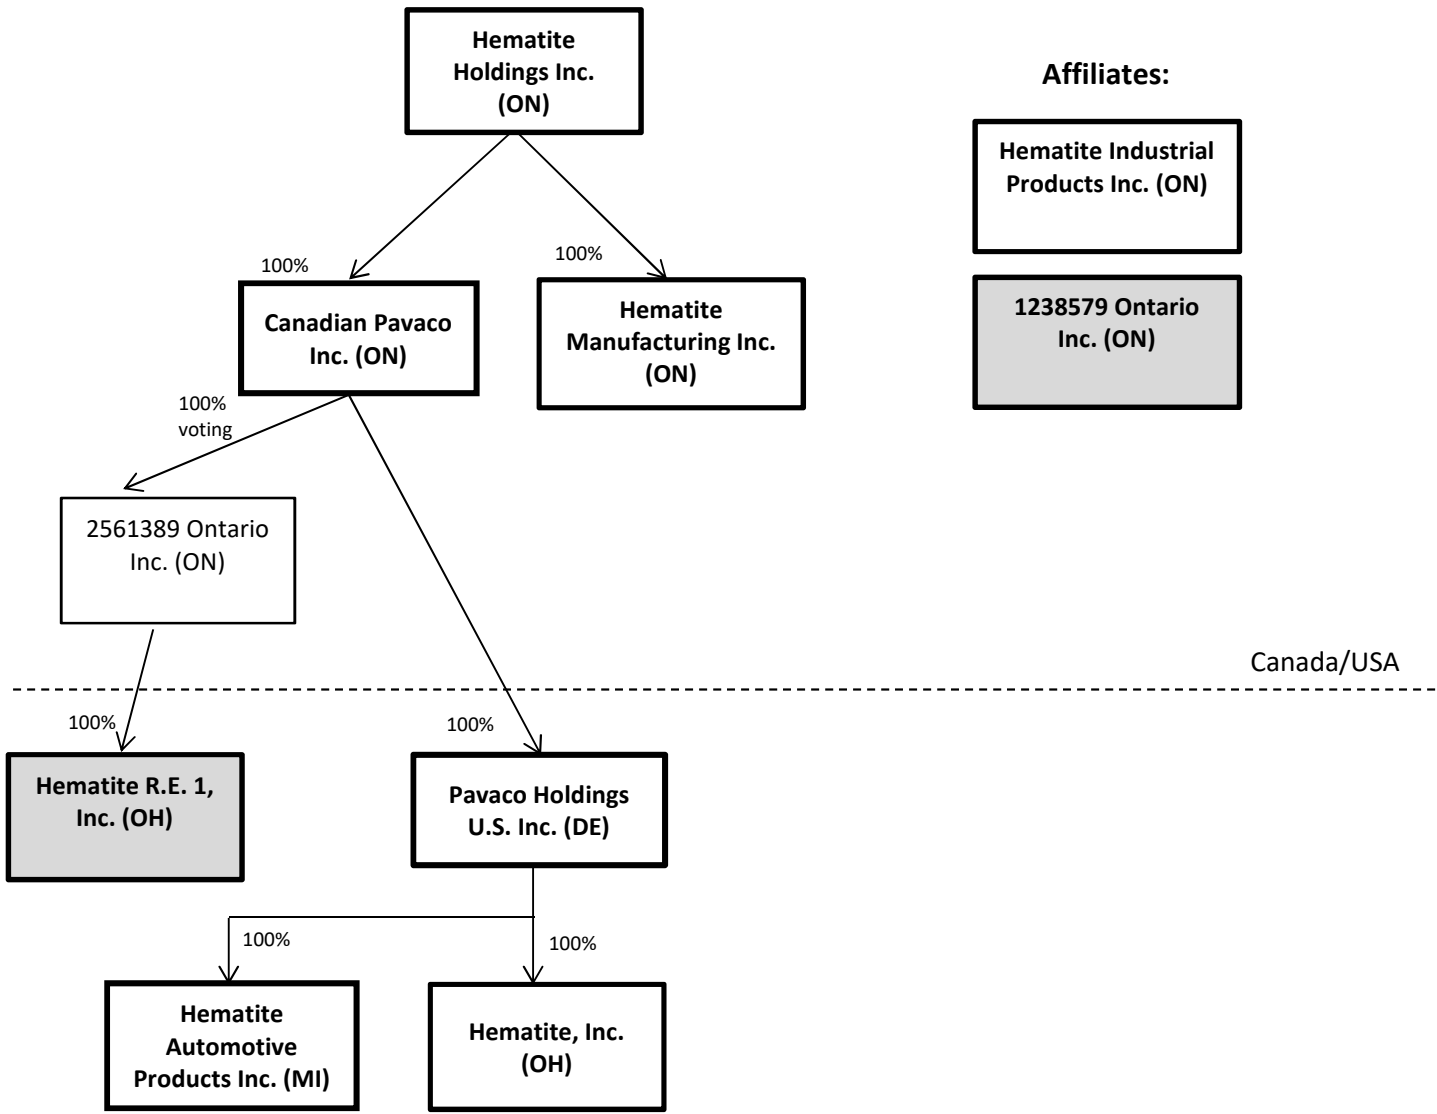 Hematite
Holdings Inc.
(ON)
Affiliates:
Hematite Industrial
Products Inc. (ON)
100%
100%
1238579 Ontario
Inc. (ON)
Canadian Pavaco
Inc. (ON)
Hematite
Manufacturing Inc.
(ON)
100%
voting
2561389 Ontario
Inc. (ON)
Canada/USA
100%
100%
Hematite R.E. 1,
Inc. (OH)
Pavaco Holdings
U.S. Inc. (DE)
100%
100%
Hematite
Automotive
Products Inc. (MI)
Hematite, Inc.
(OH)